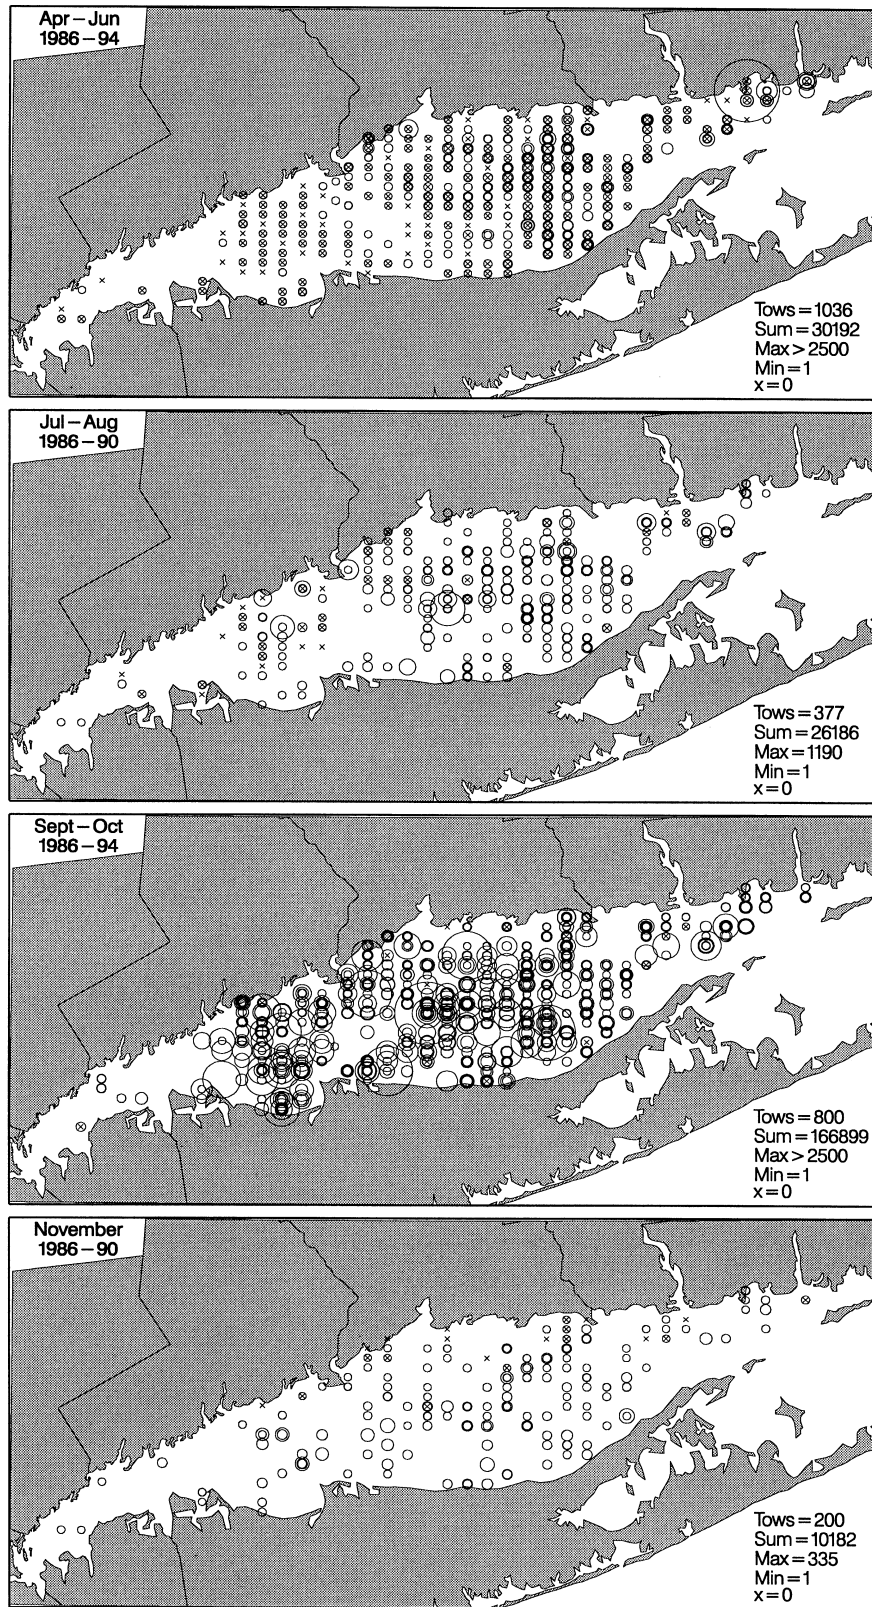 Apr – Jun
1986 – 94
Tows = 1036
Sum = 30192
Max > 2500
Min = 1
x = 0
Jul – Aug
1986 – 90
Tows = 377
Sum = 26186
Max = 1190
Min = 1
x = 0
Sept – Oct
1986 – 94
Tows = 800
Sum = 166899
Max > 2500
Min = 1
x = 0
November
1986 – 90
Tows = 200
Sum = 10182
Max = 335
Min = 1
x = 0